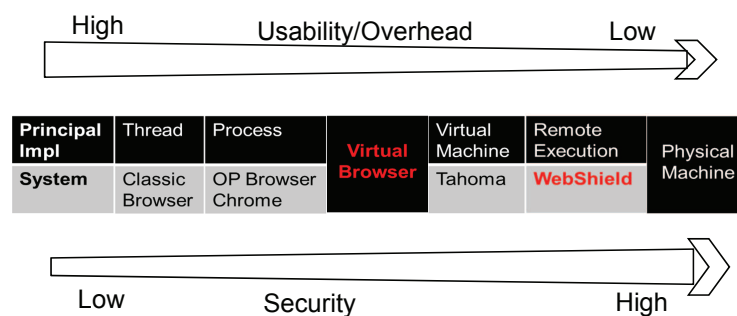 High Usability/Overhead Low
Principal Impl Thread Process Virtual Browser Virtual Machine Remote Execution Physical Machine
System Classic Browser OP Browser Chrome Tahoma WebShield
Low Security High